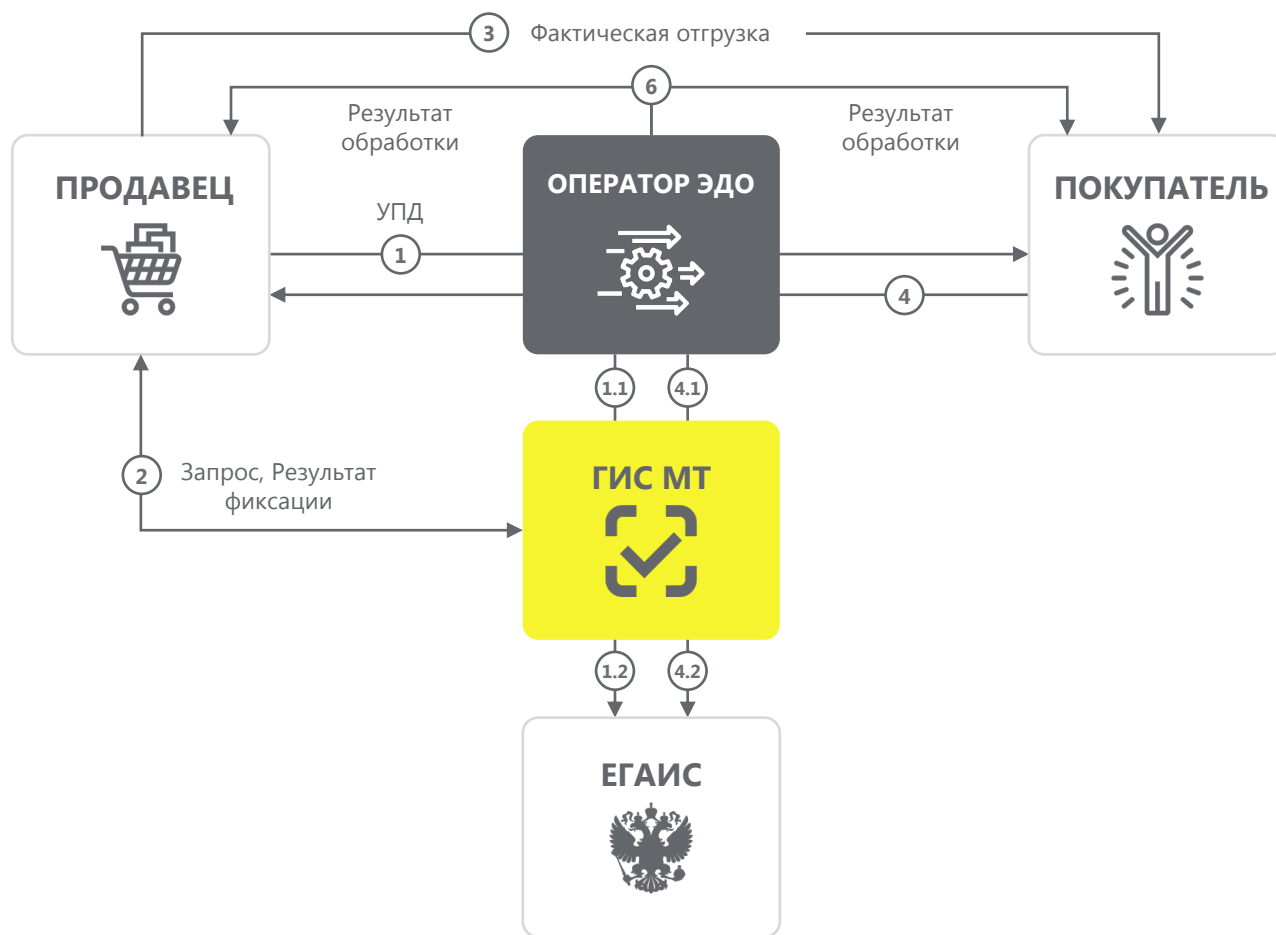 3 Фактическая отгрузка
6
Результат
обработки
Результат
обработки
ПРОДАВЕЦ
ОПЕРАТОР ЭДО
ПОКУПАТЕЛЬ
УПД
1
4
1.1
4.1
2
Запрос, Результат
фиксации
ГИС МТ
1.2
4.2
ЕГАИС